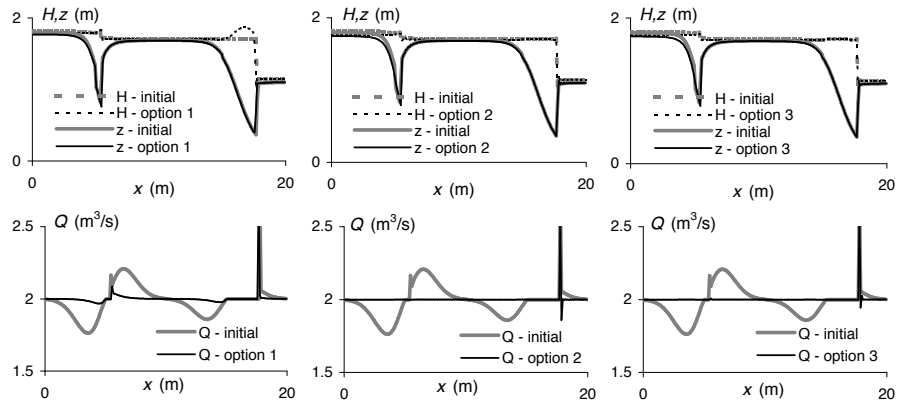 H,z (m)
2
H - initial
H - option 1
z - initial
z - option 1
0
0
x (m)
20
2
H - initial
H - option 2
z - initial
z - option 2
0
0
x (m)
20
H,z (m)
2
H - initial
H - option 3
z - initial
z - option 3
0
0
x (m)
20
Q (m³/s)
2.5
2
Q - initial
Q - option 1
1.5
0
x (m)
20
Q (m³/s)
2.5
2
Q - initial
Q - option 2
1.5
0
x (m)
20
Q (m³/s)
2.5
2
Q - initial
Q - option 3
1.5
0
x (m)
20